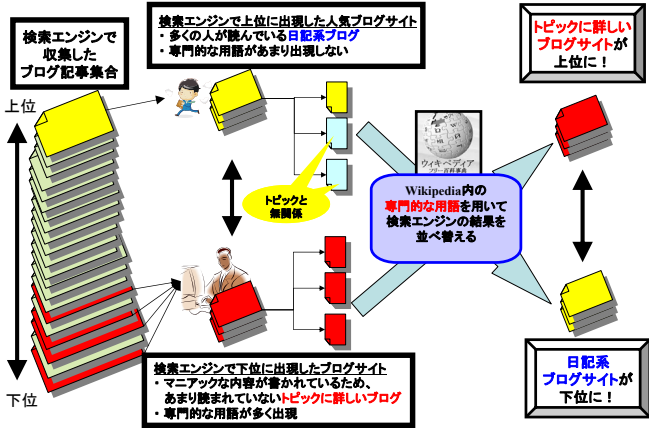 検索エンジンで
収集した
ブログ記事集合
検索エンジンで上位に出現した人気ブログサイト
・多くの人が読んでいる日記系ブログ
・専門的な用語があまり出現しない
トピックに詳しい
ブログサイトが
上位に！
上位
ウィキペディア
フリー百科事典
トピックと
無関係
Wikipedia内の
専門的な用語を用いて
検索エンジンの結果を
並べ替える
検索エンジンで下位に出現したブログサイト
・マニアックな内容が書かれているため、
あまり読まれていないトピックに詳しいブログ
・専門的な用語が多く出現
日記系
ブログサイトが
下位に！
下位